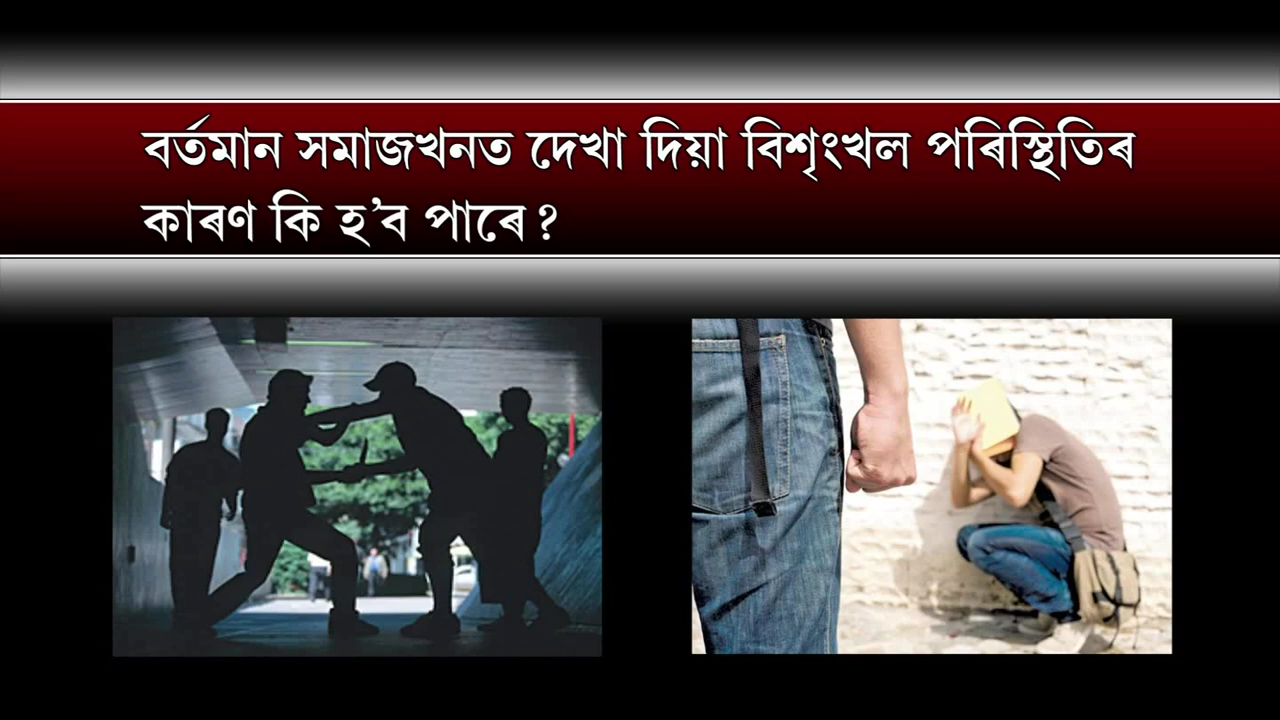 বৰ্তমান সমাজখনত দেখা দিয়া বিশৃংখল পৰিস্থিতিৰ
কাৰণ কি হ’ব পাৰে?